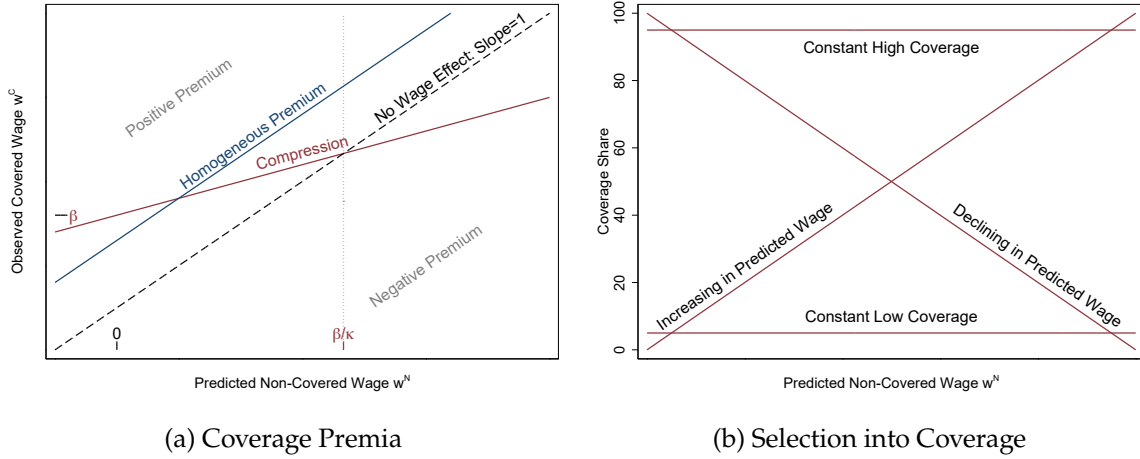 Observed Covered Wage w^C
Positive Premium
Homogeneous Premium
Compression
No Wage Effect: Slope=1
Negative Premium
β
0
β/κ
Predicted Non-Covered Wage w^N
(a) Coverage Premia
Coverage Share
100
80
60
40
20
0
Constant High Coverage
Increasing in Predicted Wage
Declining in Predicted Wage
Constant Low Coverage
Predicted Non-Covered Wage w^N
(b) Selection into Coverage